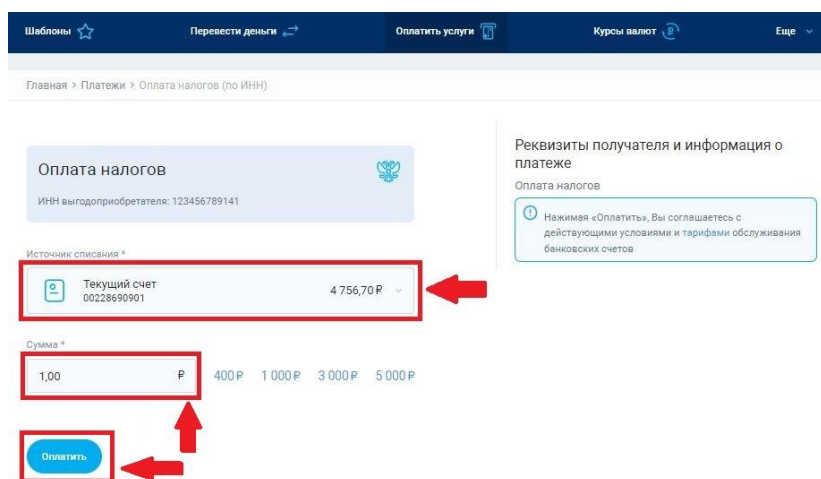 Шаблоны
Перевести деньги
Оплатить услуги
Курсы валют
Еще
Главная > Платежи > Оплата налогов (по ИНН)
Оплата налогов
ИНН выгодоприобретателя: 123456789141
Источник списания *
Текущий счет
00228690901
4 756,70 ₽
Сумма *
1,00 ₽
400 ₽ 1 000 ₽ 3 000 ₽ 5 000 ₽
Оплатить
Реквизиты получателя и информация о
платеже
Оплата налогов
Нажимая «Оплатить», Вы соглашаетесь с
действующими условиями и тарифами обслуживания
банковских счетов